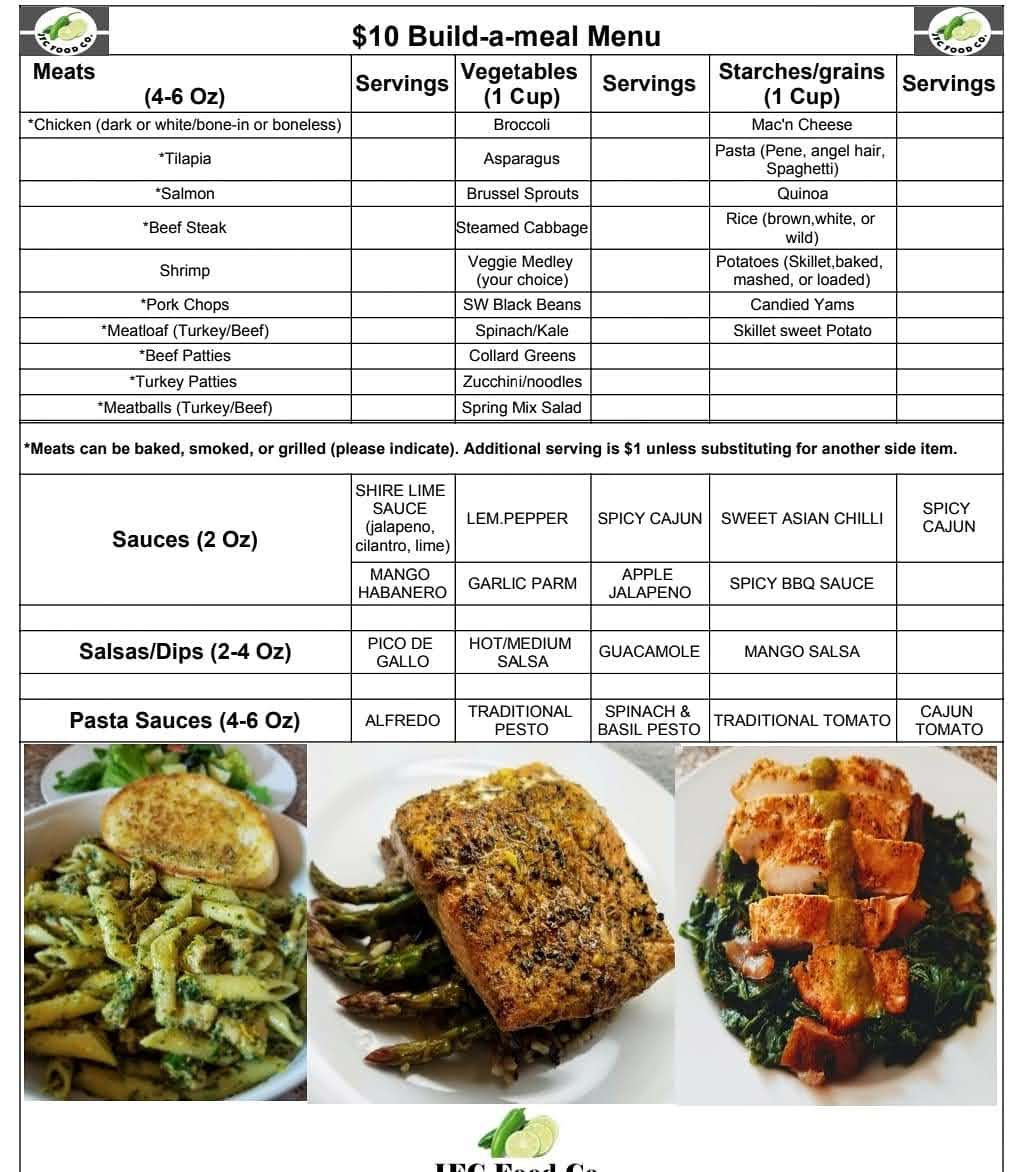 JFC FOOD CO.
$10 Build-a-meal Menu
JFC FOOD CO.
Meats
(4-6 Oz)
Servings
Vegetables
(1 Cup)
Servings
Starches/grains
(1 Cup)
Servings
*Chicken (dark or white/bone-in or boneless)
Broccoli
Mac'n Cheese
*Tilapia
Asparagus
Pasta (Pene, angel hair,
Spaghetti)
*Salmon
Brussel Sprouts
Quinoa
*Beef Steak
Steamed Cabbage
Rice (brown,white, or
wild)
Shrimp
Veggie Medley
(your choice)
Potatoes (Skillet,baked,
mashed, or loaded)
*Pork Chops
SW Black Beans
Candied Yams
*Meatloaf (Turkey/Beef)
Spinach/Kale
Skillet sweet Potato
*Beef Patties
Collard Greens
*Turkey Patties
Zucchini/noodles
*Meatballs (Turkey/Beef)
Spring Mix Salad
*Meats can be baked, smoked, or grilled (please indicate). Additional serving is $1 unless substituting for another side item.
Sauces (2 Oz)
SHIRE LIME
SAUCE
(jalapeno,
cilantro, lime)
LEM.PEPPER
SPICY CAJUN
SWEET ASIAN CHILLI
SPICY
CAJUN
MANGO
HABANERO
GARLIC PARM
APPLE
JALAPENO
SPICY BBQ SAUCE
Salsas/Dips (2-4 Oz)
PICO DE
GALLO
HOT/MEDIUM
SALSA
GUACAMOLE
MANGO SALSA
Pasta Sauces (4-6 Oz)
ALFREDO
TRADITIONAL
PESTO
SPINACH &
BASIL PESTO
TRADITIONAL TOMATO
CAJUN
TOMATO
JFC Food Co.